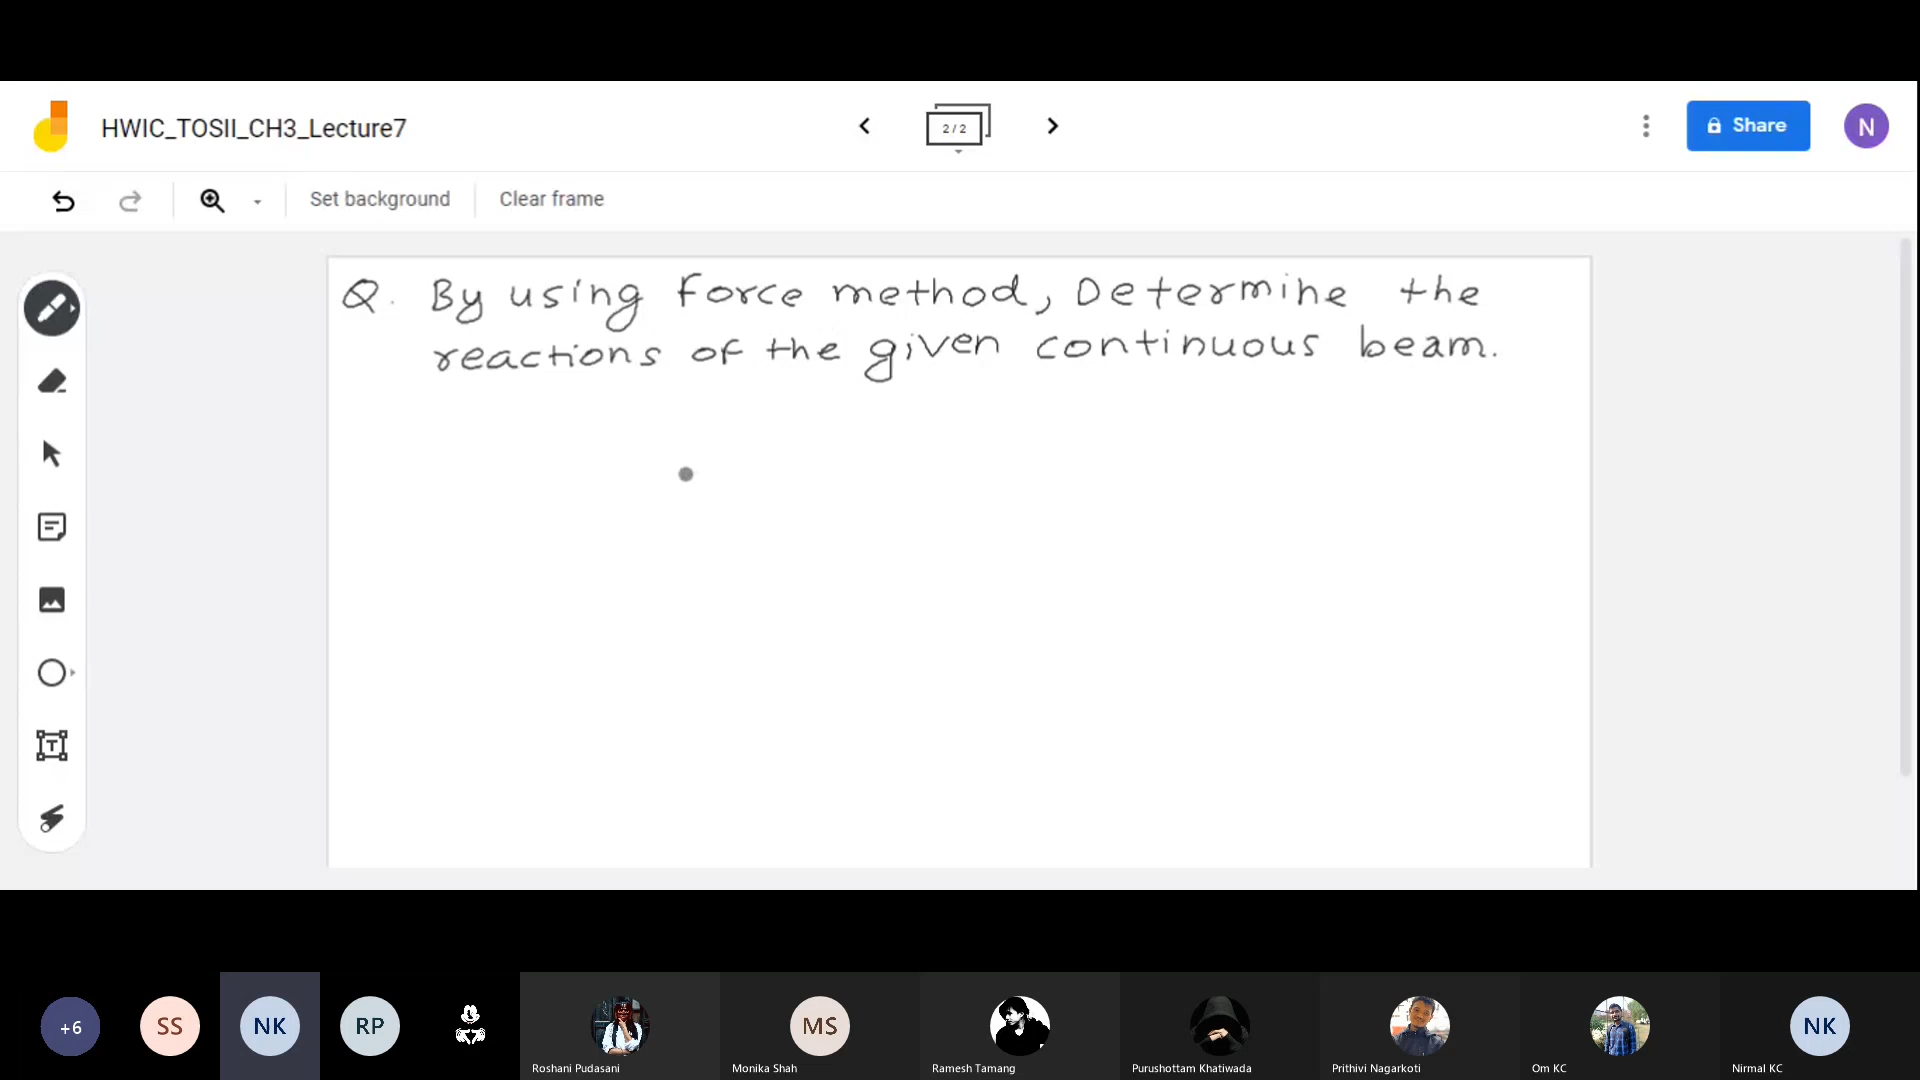 HWIC_TOSII_CH3_Lecture7
2 / 2
Share
N
Set background
Clear frame
Q. By using force method, Determine the
reactions of the given continuous beam.
T
+6
SS
NK
RP
MS
NK
Roshani Pudasani
Monika Shah
Ramesh Tamang
Purushottam Khatiwada
Prithivi Nagarkoti
Om KC
Nirmal KC